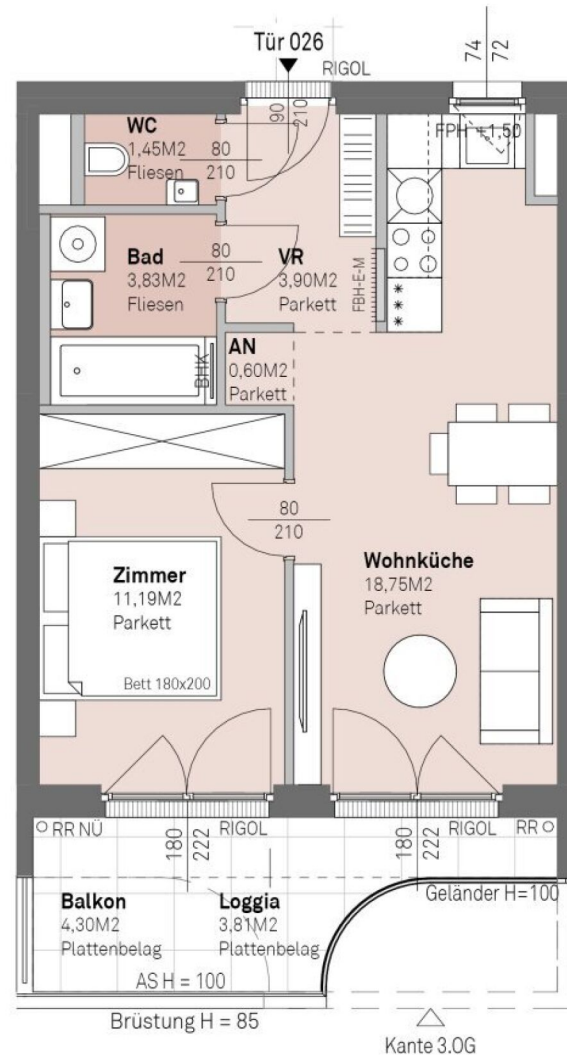 Tür 026
74
72
RIGOL
90
210
FPH +1,50
WC
1,45M2
Fliesen
80
210
Bad
3,83M2
Fliesen
80
210
VR
3,90M2
Parkett
FBH-E-M
AN
0,60M2
Parkett
BHK
80
210
Zimmer
11,19M2
Parkett
Wohnküche
18,75M2
Parkett
Bett 180x200
RR NÜ
180
222
RIGOL
180
222
RIGOL
RR
Balkon
4,30M2
Plattenbelag
Loggia
3,81M2
Plattenbelag
Geländer H=100
AS H = 100
Brüstung H = 85
Kante 3.OG